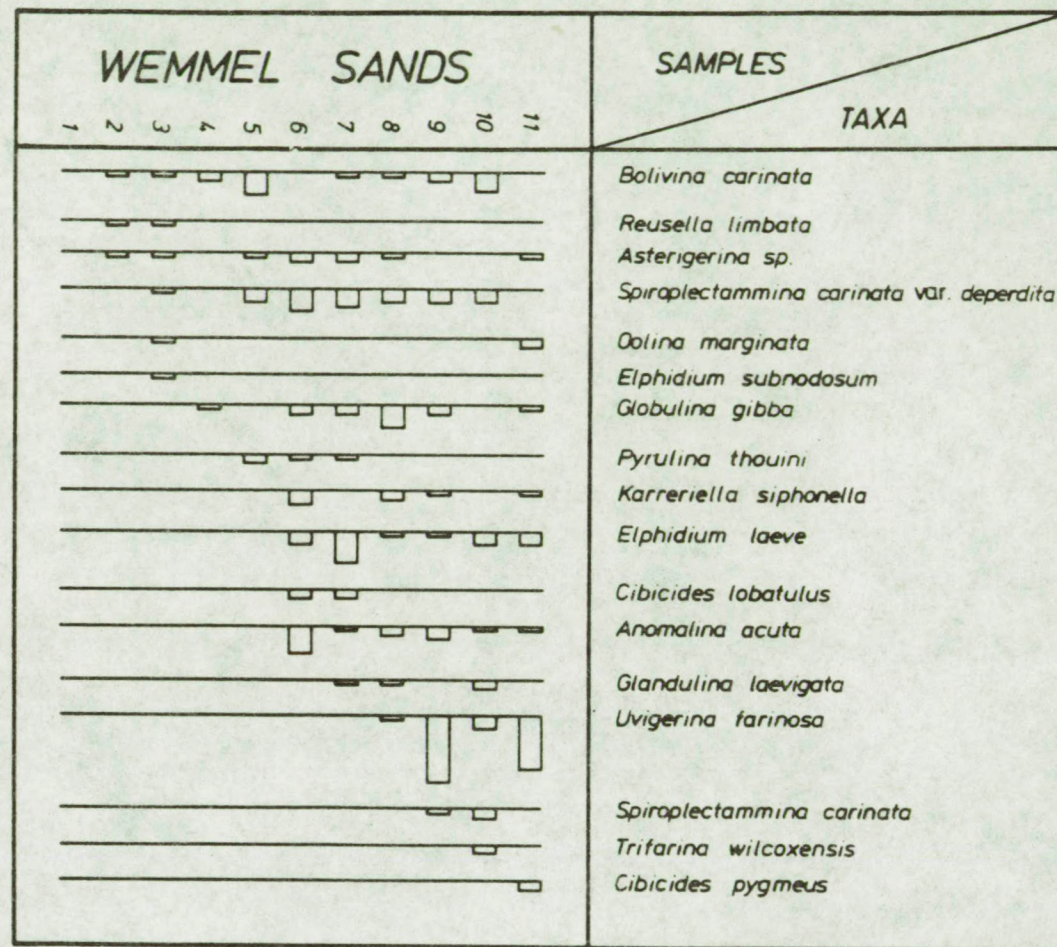 WEMMEL SANDS
SAMPLES
TAXA
1 2 3 4 5 6 7 8 9 10 11
Bolivina carinata
Reusella limbata
Asterigerina sp.
Spiroplectammina carinata var. deperdita
Oolina marginata
Elphidium subnodosum
Globulina gibba
Pyrulina thouini
Karreriella siphonella
Elphidium laeve
Cibicides lobatulus
Anomalina acuta
Glandulina laevigata
Uvigerina farinosa
Spiroplectammina carinata
Trifarina wilcoxensis
Cibicides pygmeus